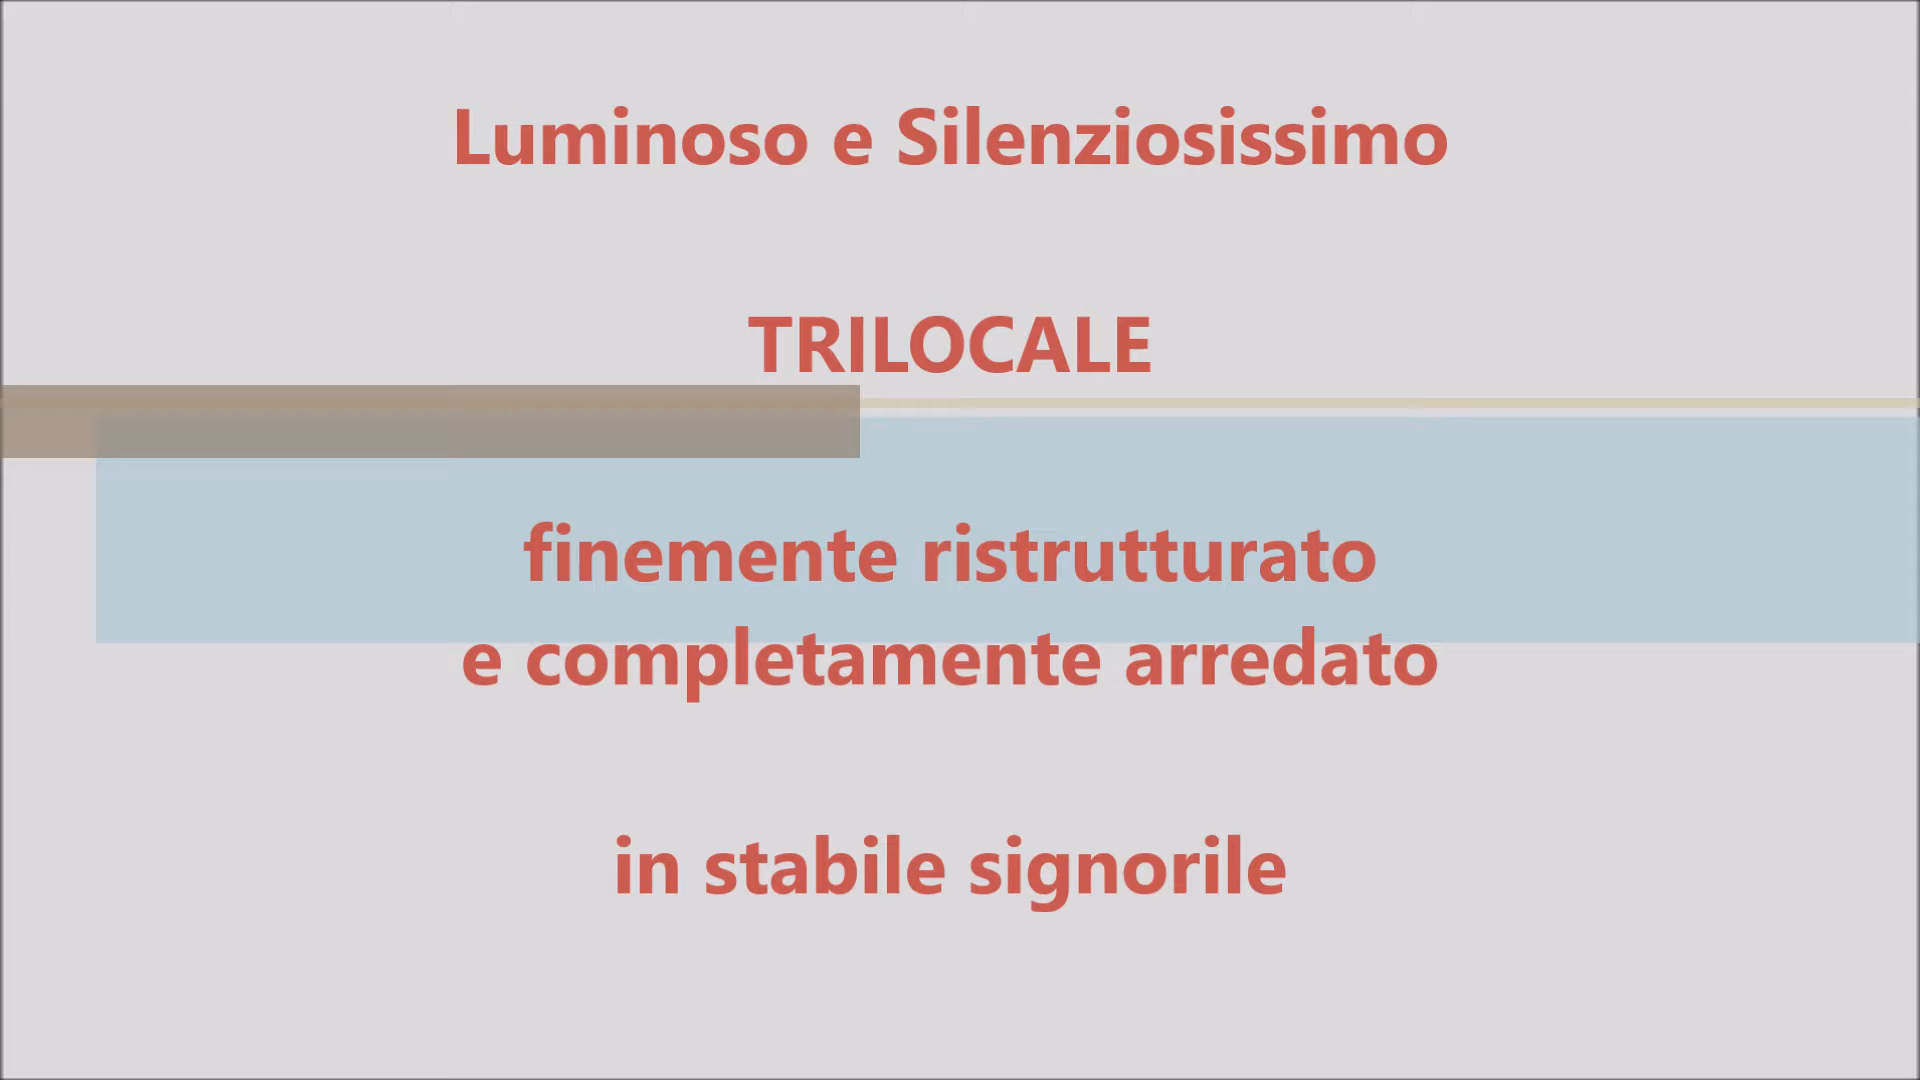 Luminoso e Silenziosissimo
TRILOCALE
finemente ristrutturato
e completamente arredato
in stabile signorile